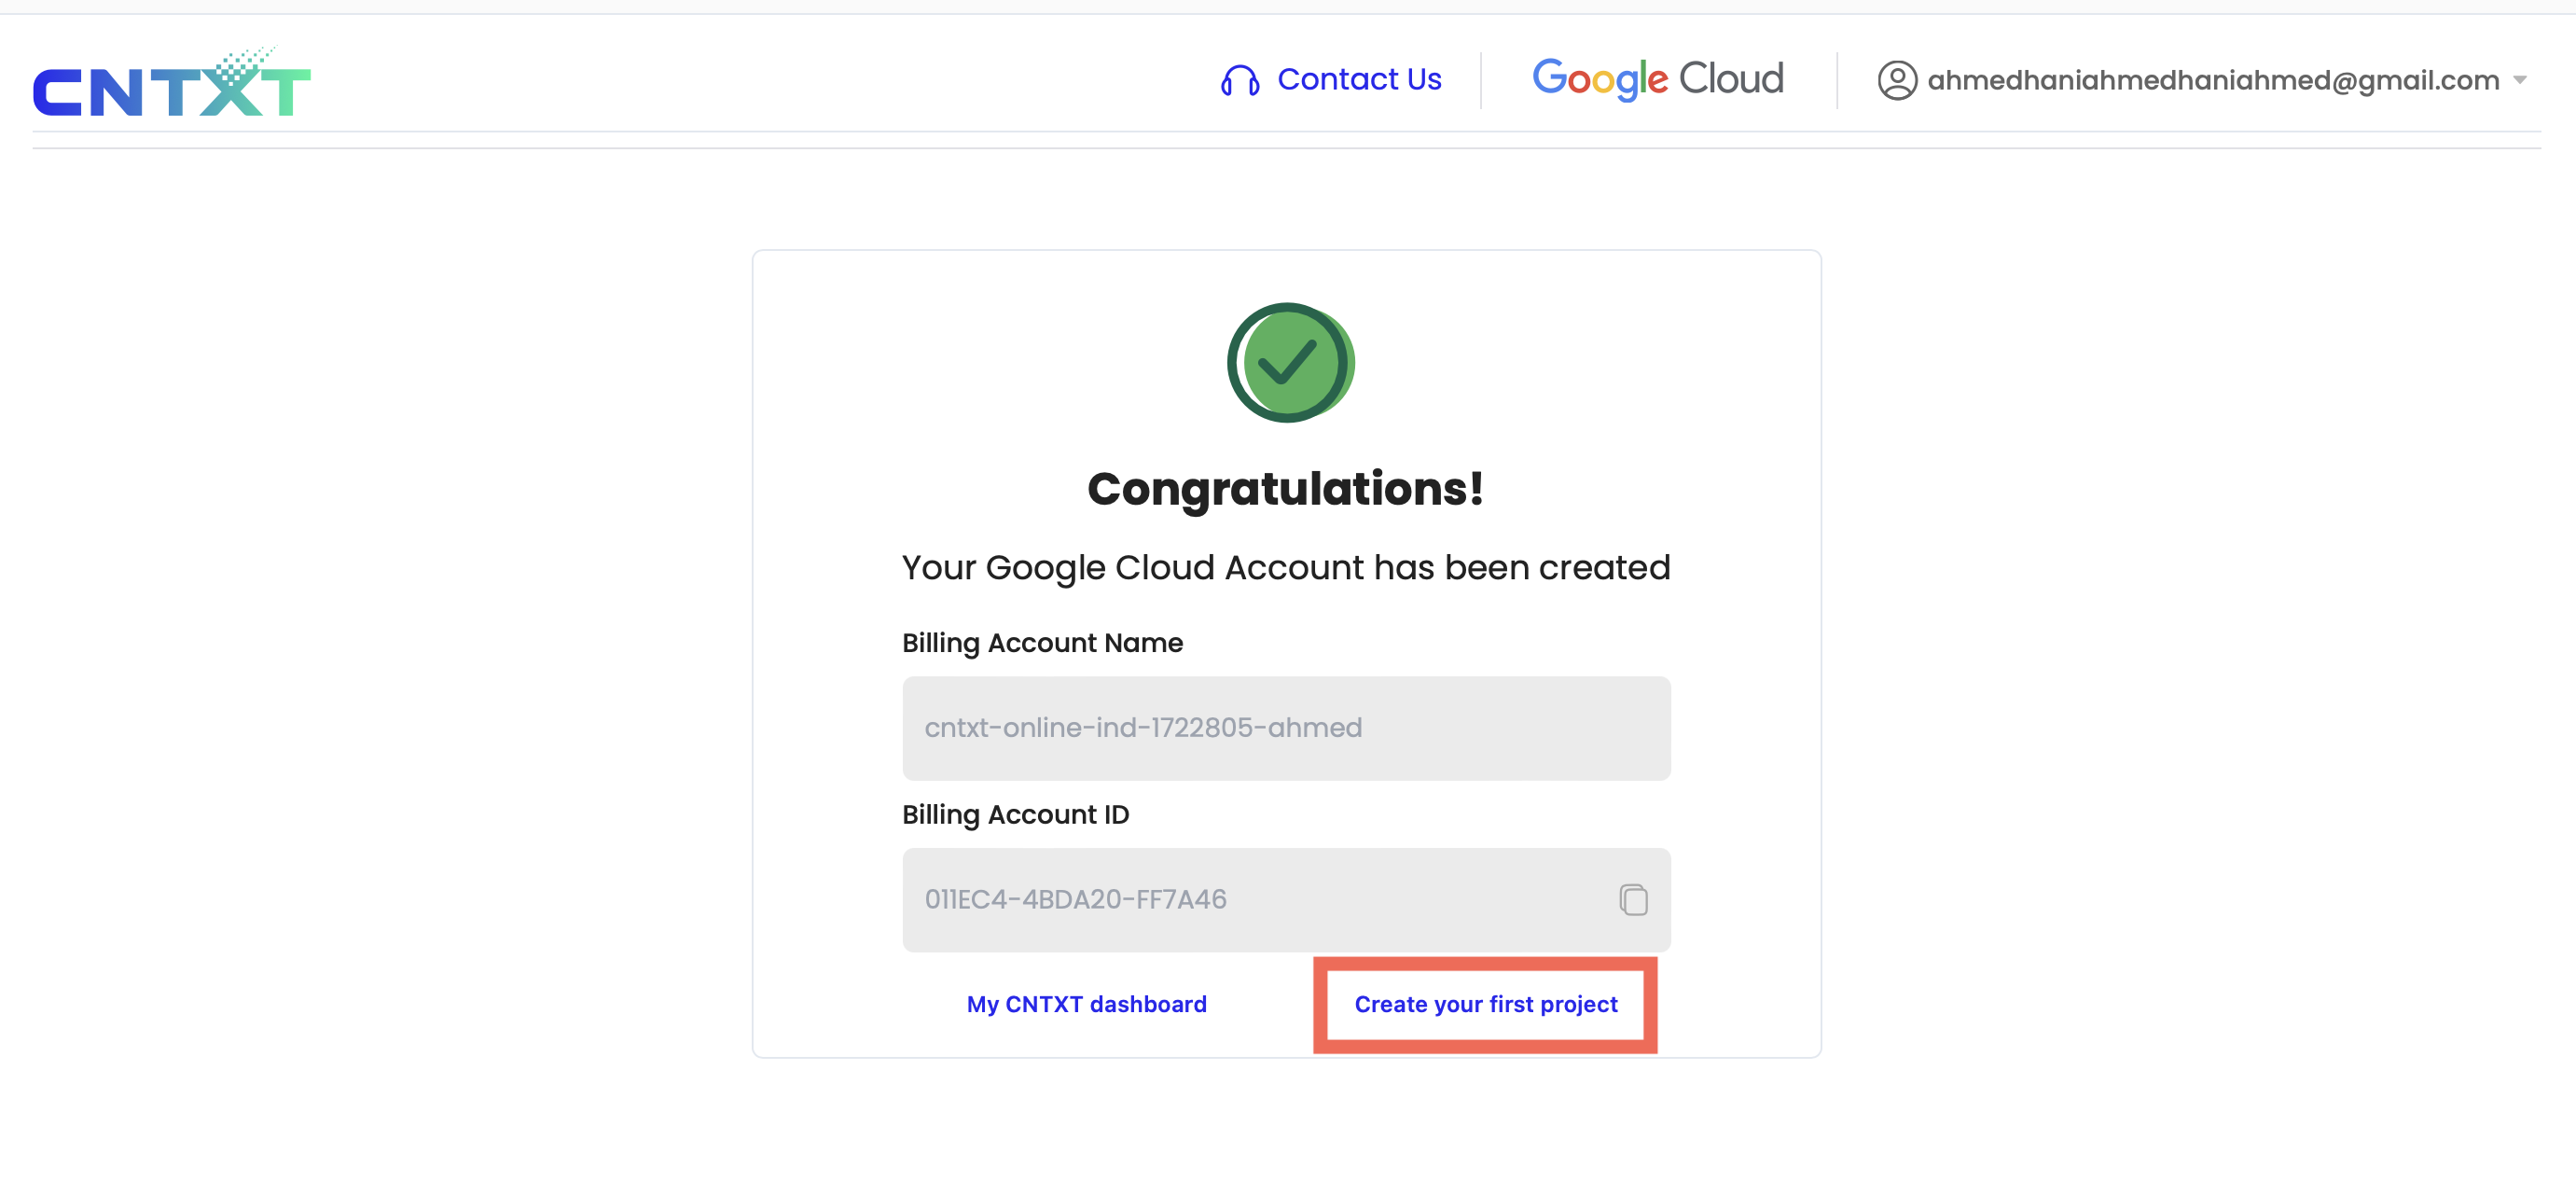 CNTXT
Contact Us
Google Cloud
ahmedhaniahmedhaniahmed@gmail.com
Congratulations!
Your Google Cloud Account has been created
Billing Account Name
cntxt-online-ind-1722805-ahmed
Billing Account ID
011EC4-4BDA20-FF7A46
My CNTXT dashboard
Create your first project